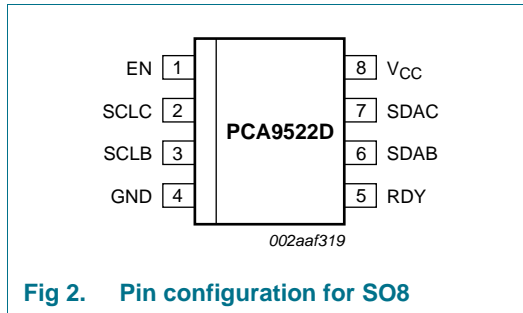 EN 1 8 VCC
SCLC 2 7 SDAC
PCA9522D
SCLB 3 6 SDAB
GND 4 5 RDY
002aaf319
Fig 2. Pin configuration for SO8